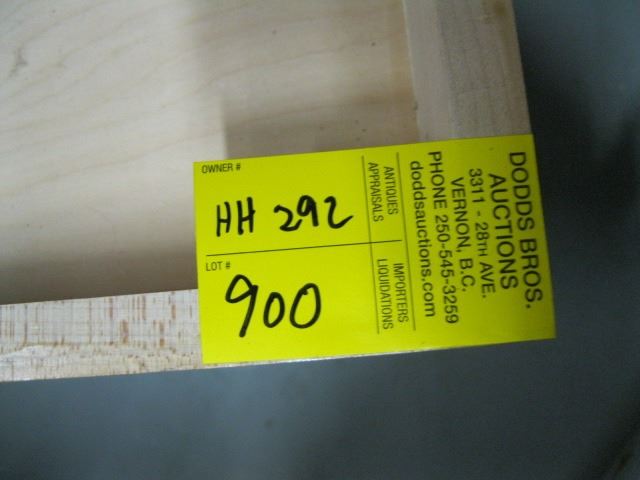 OWNER #
HH 292
LOT #
900
ANTIQUES
APPRAISALS
IMPORTERS
LIQUIDATIONS
DODDS BROS.
AUCTIONS
3311 - 28TH AVE.
VERNON, B.C.
PHONE 250-545-3259
doddsauctions.com